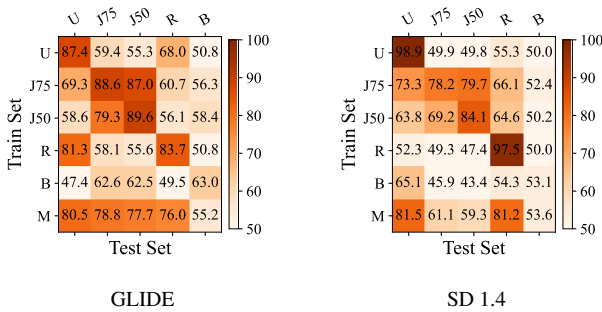 U J75 J50 R B
U 87.4 59.4 55.3 68.0 50.8
J75 69.3 88.6 87.0 60.7 56.3
J50 58.6 79.3 89.6 56.1 58.4
R 81.3 58.1 55.6 83.7 50.8
B 47.4 62.6 62.5 49.5 63.0
M 80.5 78.8 77.7 76.0 55.2
Train Set
Test Set
100
90
80
70
60
50
GLIDE
U J75 J50 R B
U 98.9 49.9 49.8 55.3 50.0
J75 73.3 78.2 79.7 66.1 52.4
J50 63.8 69.2 84.1 64.6 50.2
R 52.3 49.3 47.4 97.5 50.0
B 65.1 45.9 43.4 54.3 53.1
M 81.5 61.1 59.3 81.2 53.6
Train Set
Test Set
100
90
80
70
60
50
SD 1.4